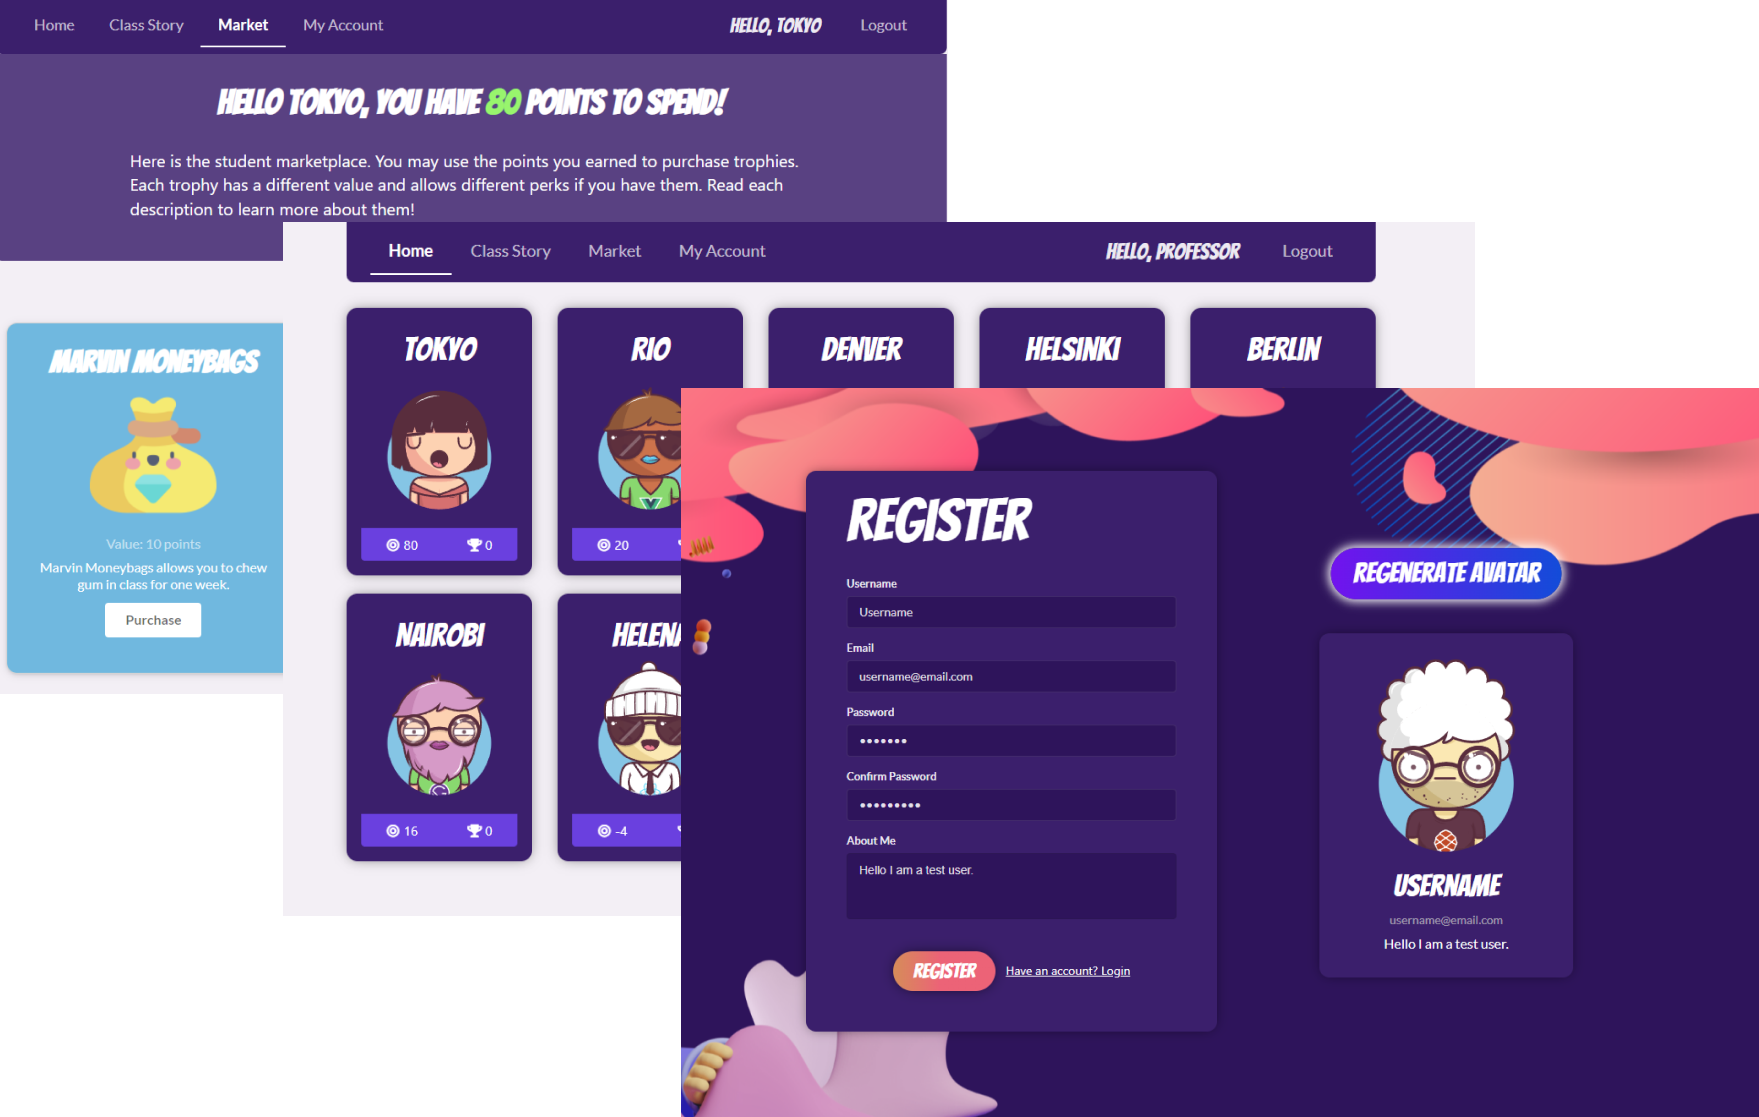 Home Class Story Market My Account HELLO, TOKYO Logout
HELLO TOKYO, YOU HAVE 80 POINTS TO SPEND!
Here is the student marketplace. You may use the points you earned to purchase trophies.
Each trophy has a different value and allows different perks if you have them. Read each
description to learn more about them!
MARVIN MONEYBAGS
Value: 10 points
Marvin Moneybags allows you to chew
gum in class for one week.
Purchase
Home Class Story Market My Account HELLO, PROFESSOR Logout
TOKYO RIO DENVER HELSINKI BERLIN
80 0 20
NAIROBI HELENA
16 0 -4
REGISTER
Username
Username
Email
username@email.com
Password
•••••••
Confirm Password
•••••••••
About Me
Hello I am a test user.
REGISTER Have an account? Login
REGENERATE AVATAR
USERNAME
username@email.com
Hello I am a test user.